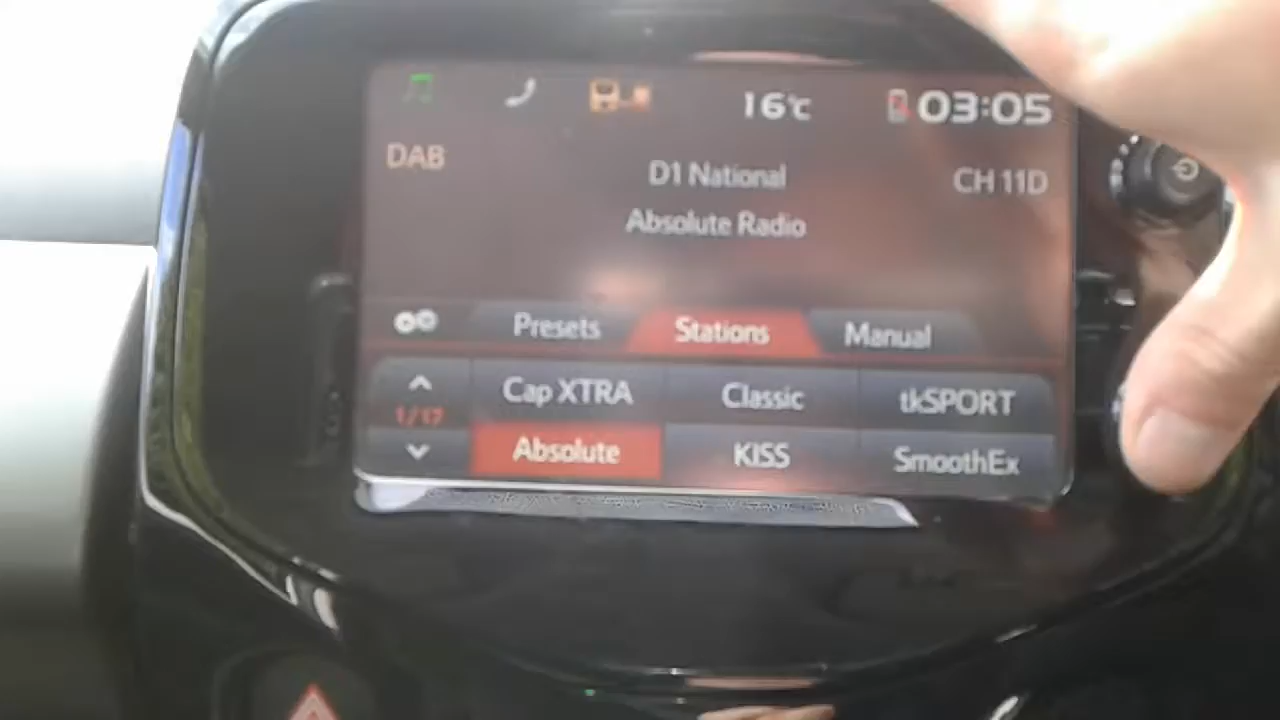 16°C 03:05
DAB D1 National CH 11D
Absolute Radio
Presets Stations Manual
Cap XTRA Classic tkSPORT
1/17
Absolute KISS SmoothEx